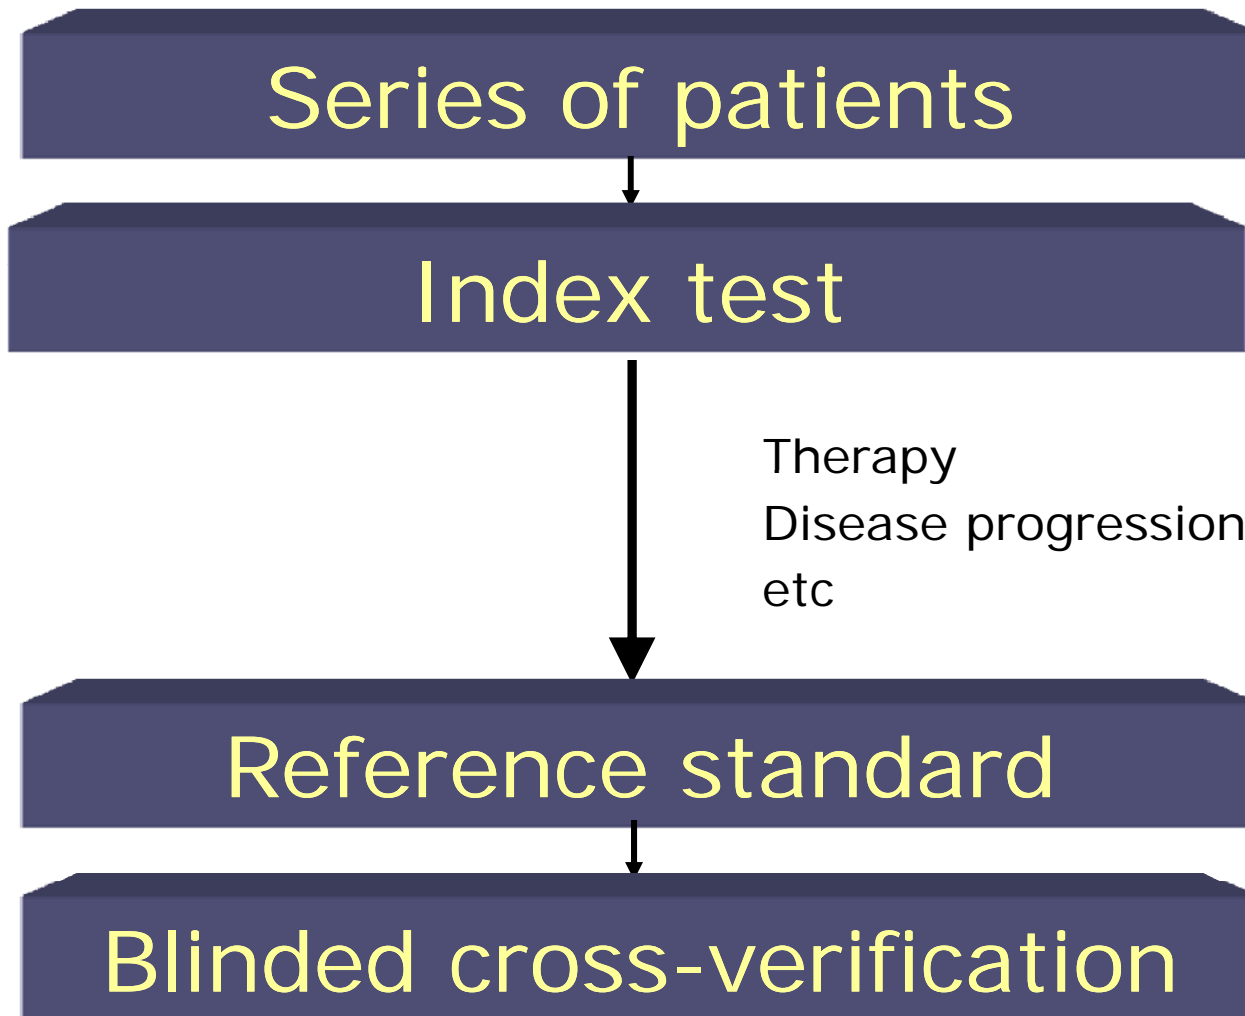 Series of patients
Index test
Therapy
Disease progression
etc
Reference standard
Blinded cross-verification